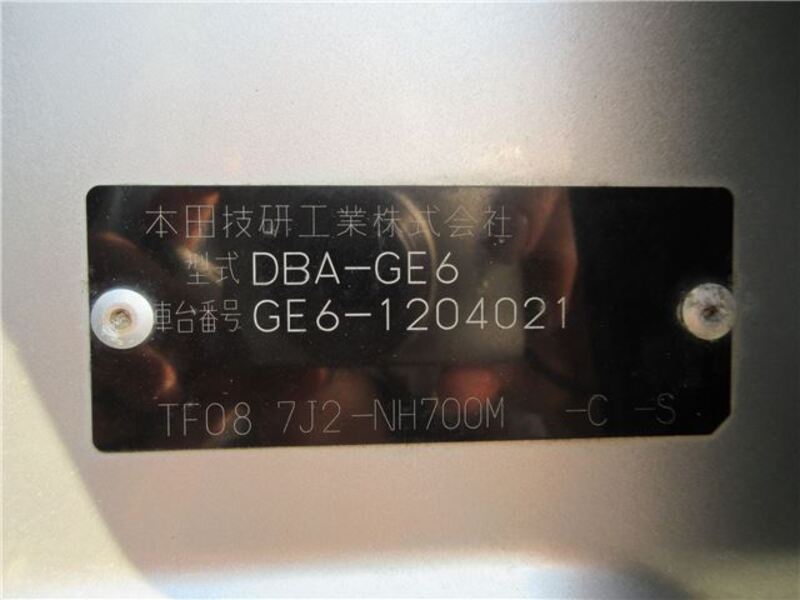 本田技研工業株式会社
型式 DBA-GE6
車台番号 GE6-1204021
TF08 7J2-NH700M -C -S